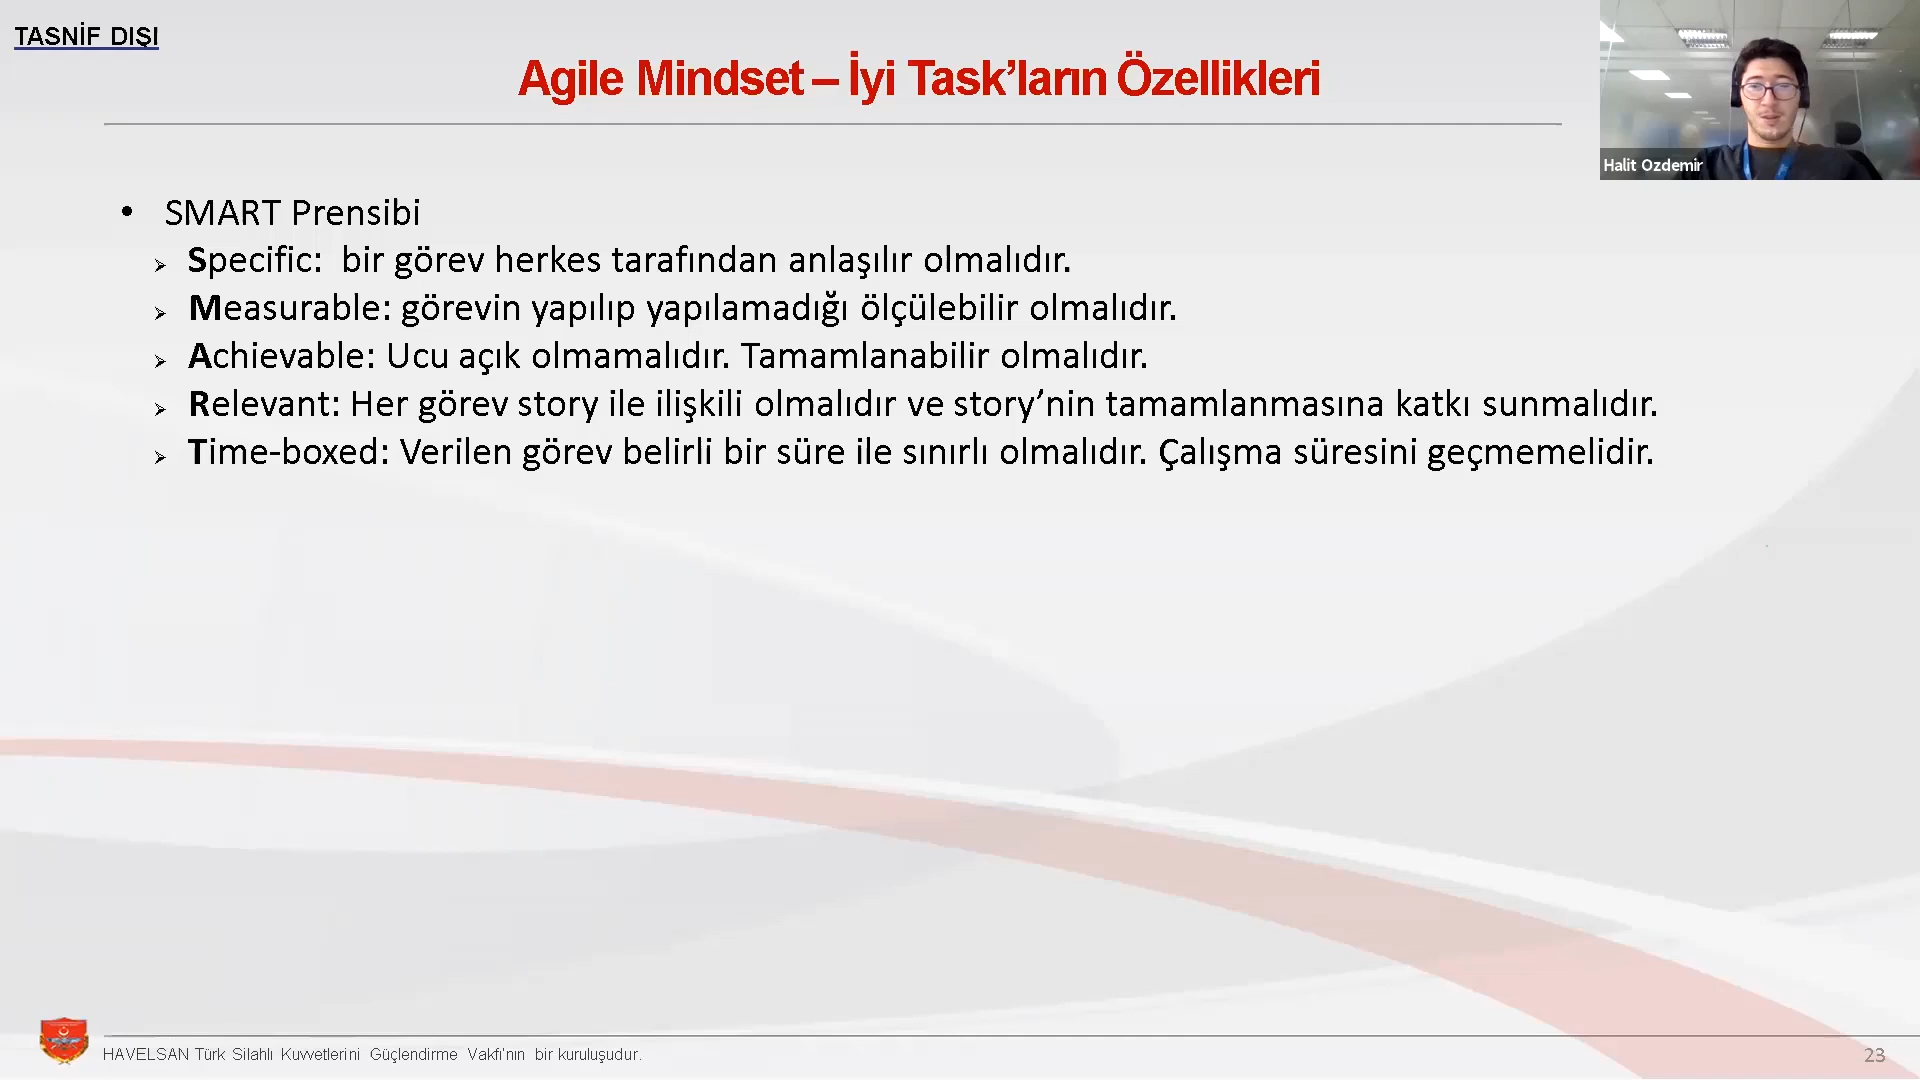 TASNİF DIŞI
Agile Mindset – İyi Task’ların Özellikleri
Halit Ozdemir
• SMART Prensibi
Specific: bir görev herkes tarafından anlaşılır olmalıdır.
Measurable: görevin yapılıp yapılamadığı ölçülebilir olmalıdır.
Achievable: Ucu açık olmamalıdır. Tamamlanabilir olmalıdır.
Relevant: Her görev story ile ilişkili olmalıdır ve story’nin tamamlanmasına katkı sunmalıdır.
Time-boxed: Verilen görev belirli bir süre ile sınırlı olmalıdır. Çalışma süresini geçmemelidir.
HAVELSAN Türk Silahlı Kuvvetlerini Güçlendirme Vakfı’nın bir kuruluşudur.
23